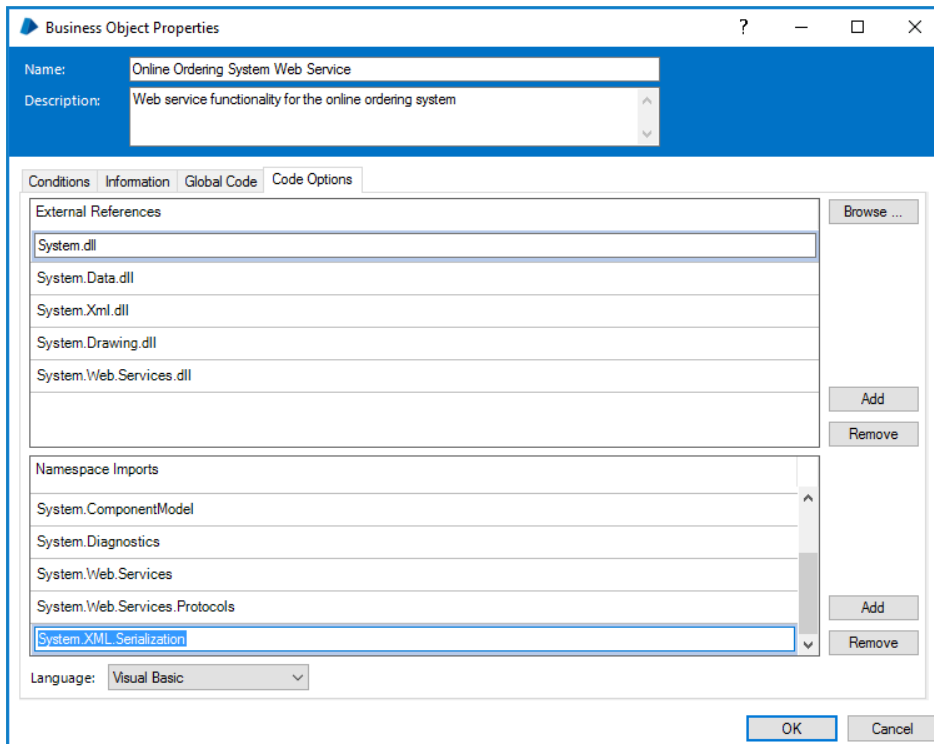 Business Object Properties
?
Name: Online Ordering System Web Service
Description: Web service functionality for the online ordering system
Conditions Information Global Code Code Options
External References Browse ...
System.dll
System.Data.dll
System.Xml.dll
System.Drawing.dll
System.Web.Services.dll
Add
Remove
Namespace Imports
System.ComponentModel
System.Diagnostics
System.Web.Services
System.Web.Services.Protocols Add
System.XML.Serialization Remove
Language: Visual Basic
OK Cancel